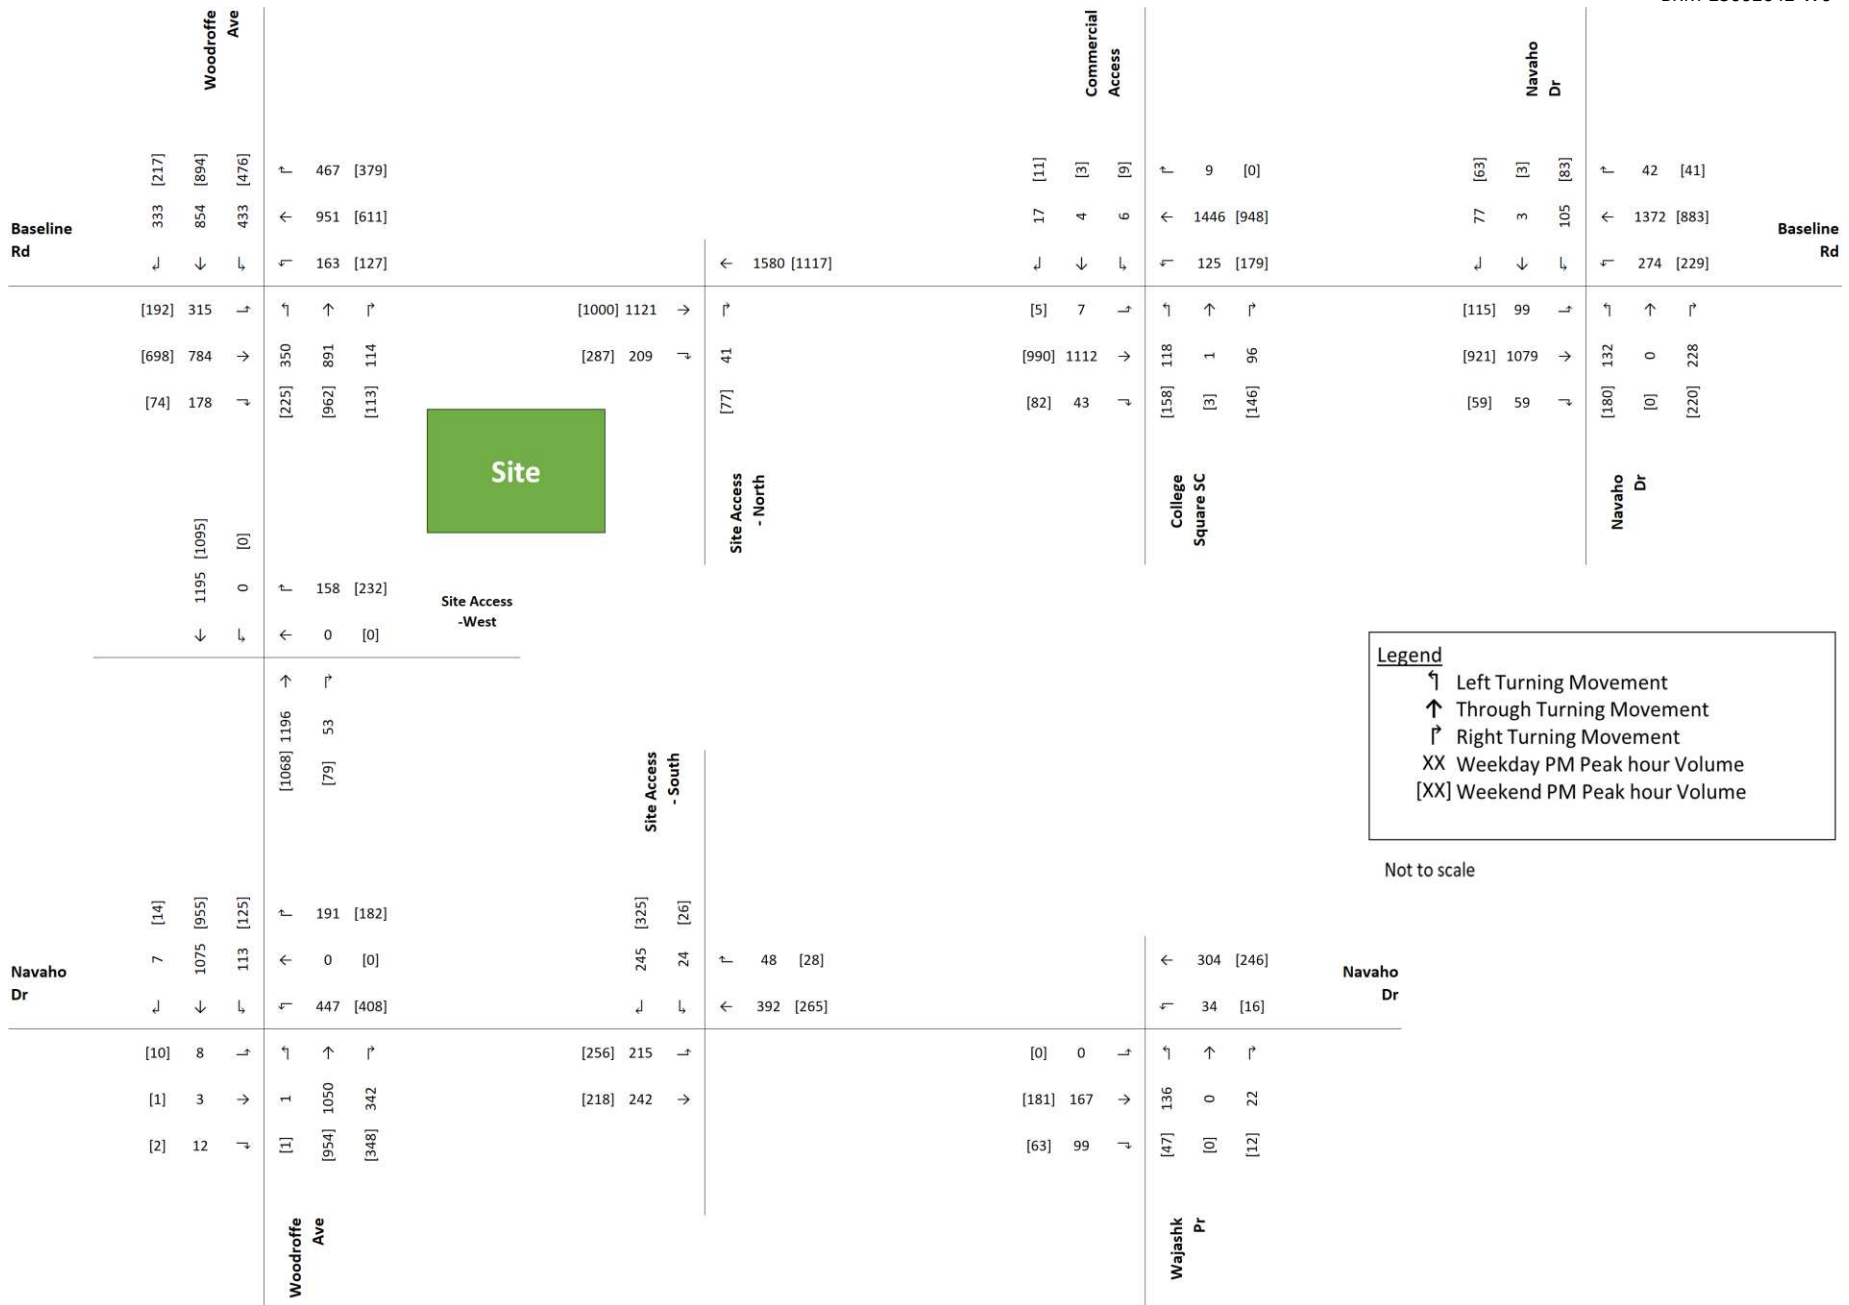 Woodroffe
Ave
Commercial
Access
Navaho
Dr
[217] [894] [476] 467 [379]
[11] [3] [9] 9 [0]
[63] [3] [83] 42 [41]
333 854 433 951 [611]
17 4 6 1446 [948]
77 3 105 1372 [883]
Baseline
Rd
163 [127]
1580 [1117]
125 [179]
274 [229]
Baseline
Rd
[192] 315
[1000] 1121
[5] 7
[115] 99
[698] 784 350 891 114
[287] 209 41
[990] 1112 118 1 96
[921] 1079 132 0 228
[74] 178 [225] [962] [113]
[77]
[82] 43 [158] [3] [146]
[59] 59 [180] [0] [220]
Site
Site Access
- North
College
Square SC
Navaho
Dr
[1095] [0]
1195 0 158 [232]
0 [0]
Site Access
-West
1196 53
[1068] [79]
Legend
Left Turning Movement
Through Turning Movement
Right Turning Movement
XX Weekday PM Peak hour Volume
[XX] Weekend PM Peak hour Volume
Not to scale
Site Access
- South
[14] [955] [125] 191 [182]
[325] [26]
7 1075 113 0 [0]
245 24 48 [28]
304 [246]
Navaho
Dr
447 [408]
392 [265]
34 [16]
Navaho
Dr
[10] 8
[256] 215
[0] 0
[1] 3 1 1050 342
[218] 242
[181] 167 136 0 22
[2] 12 [1] [954] [348]
[63] 99 [47] [0] [12]
Woodroffe
Ave
Wajashk
Pr